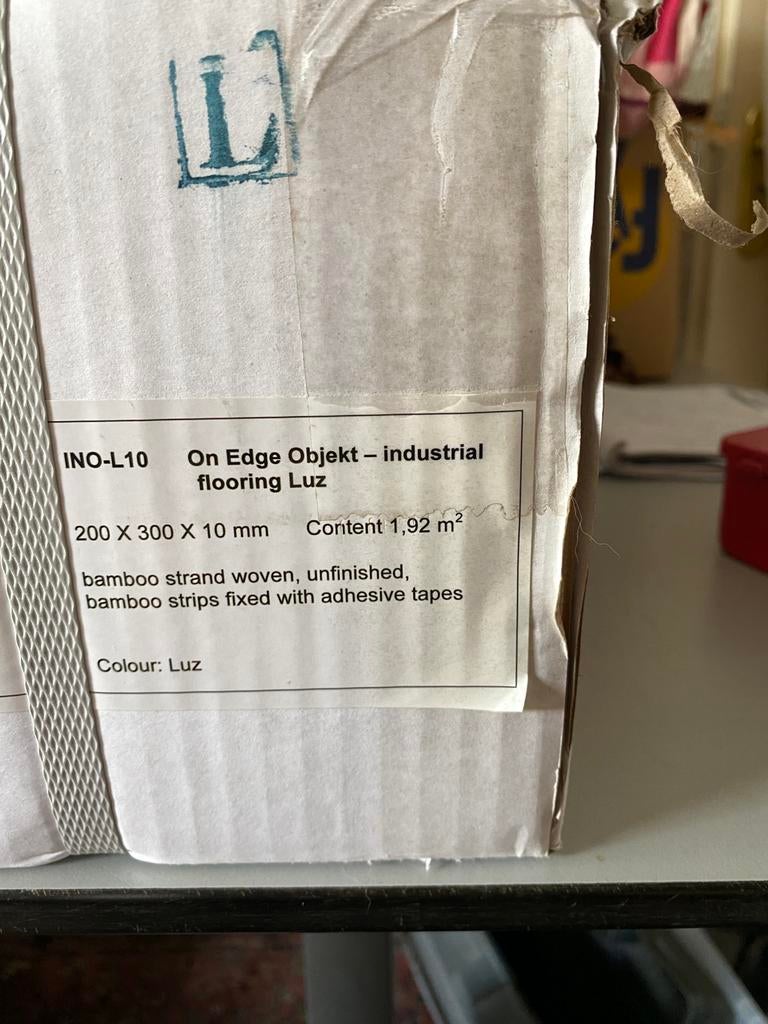 L
INO-L10 On Edge Objekt – industrial
flooring Luz
200 X 300 X 10 mm Content 1,92 m²
bamboo strand woven, unfinished,
bamboo strips fixed with adhesive tapes
Colour: Luz